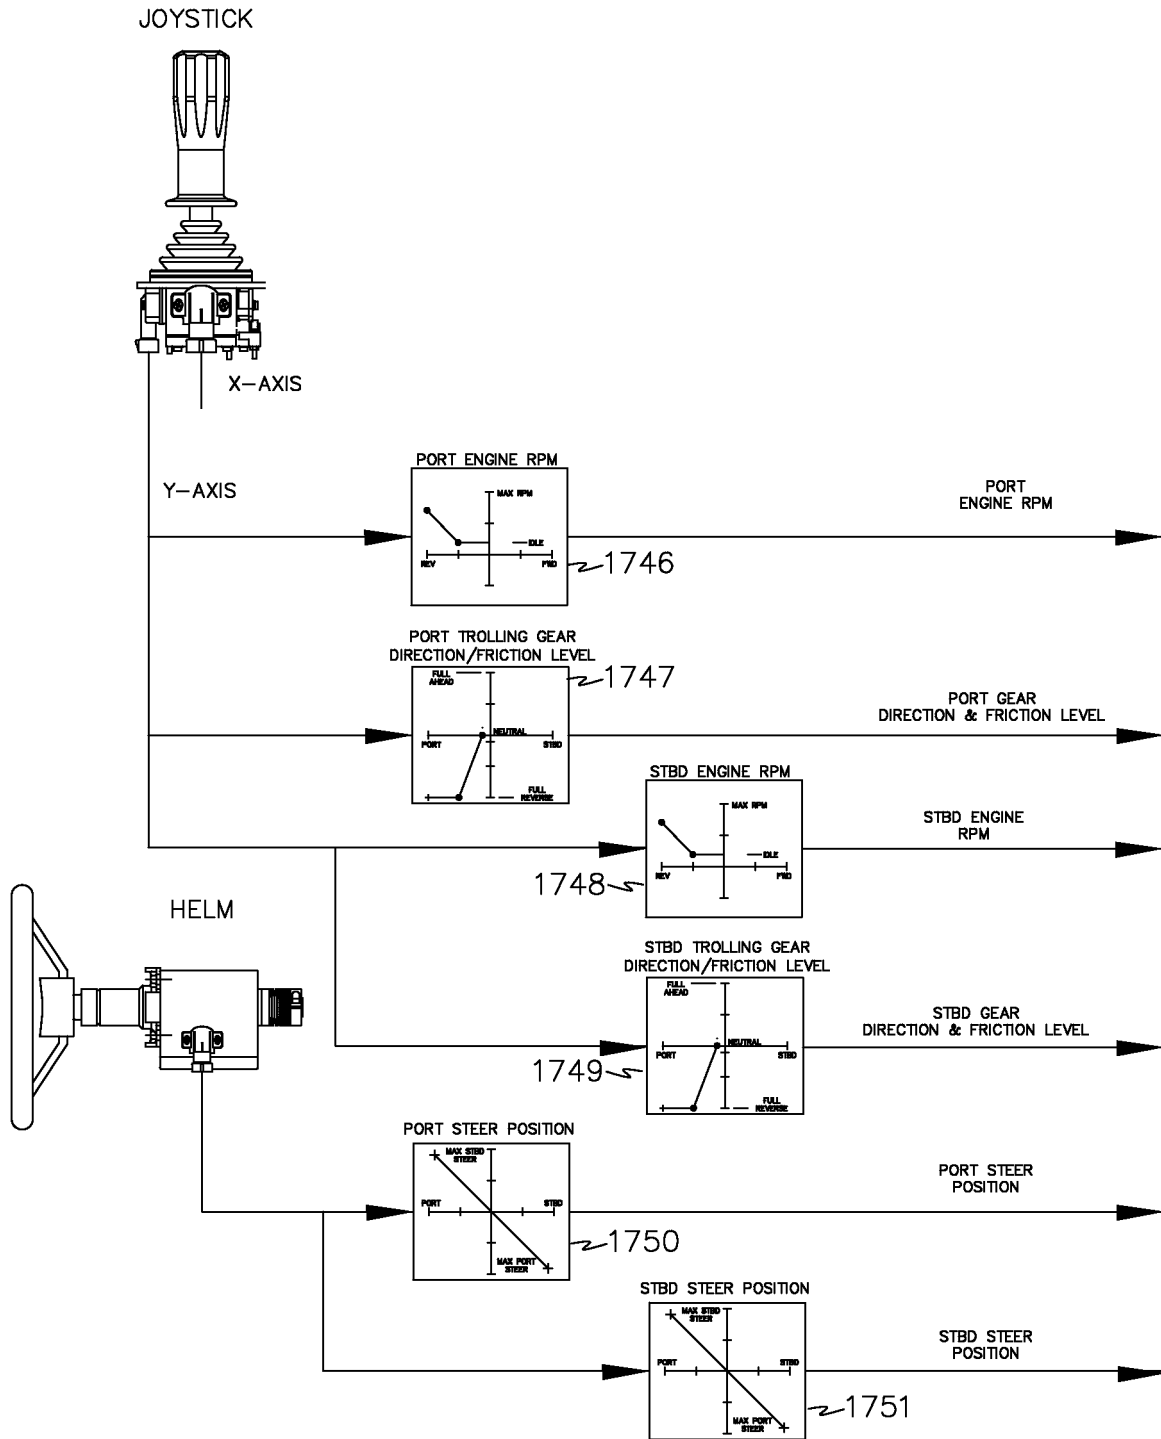 JOYSTICK
X-AXIS
Y-AXIS
PORT ENGINE RPM
MAX RPM
IDLE
REV
FWD
1746
PORT
ENGINE RPM
PORT TROLLING GEAR
DIRECTION/FRICTION LEVEL
FULL
AHEAD
NEUTRAL
PORT
STBD
FULL
REVERSE
1747
PORT GEAR
DIRECTION & FRICTION LEVEL
STBD ENGINE RPM
MAX RPM
IDLE
REV
FWD
1748
STBD ENGINE
RPM
HELM
STBD TROLLING GEAR
DIRECTION/FRICTION LEVEL
FULL
AHEAD
NEUTRAL
PORT
STBD
FULL
REVERSE
1749
STBD GEAR
DIRECTION & FRICTION LEVEL
PORT STEER POSITION
MAX STBD
STEER
PORT
STBD
MAX PORT
STEER
1750
PORT STEER
POSITION
STBD STEER POSITION
MAX STBD
STEER
PORT
STBD
MAX PORT
STEER
1751
STBD STEER
POSITION